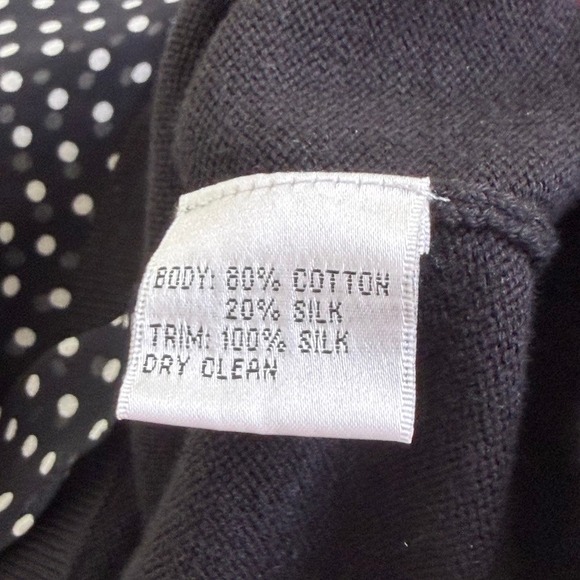 BODY: 80% COTTON
20% SILK
TRIM: 100% SILK
DRY CLEAN